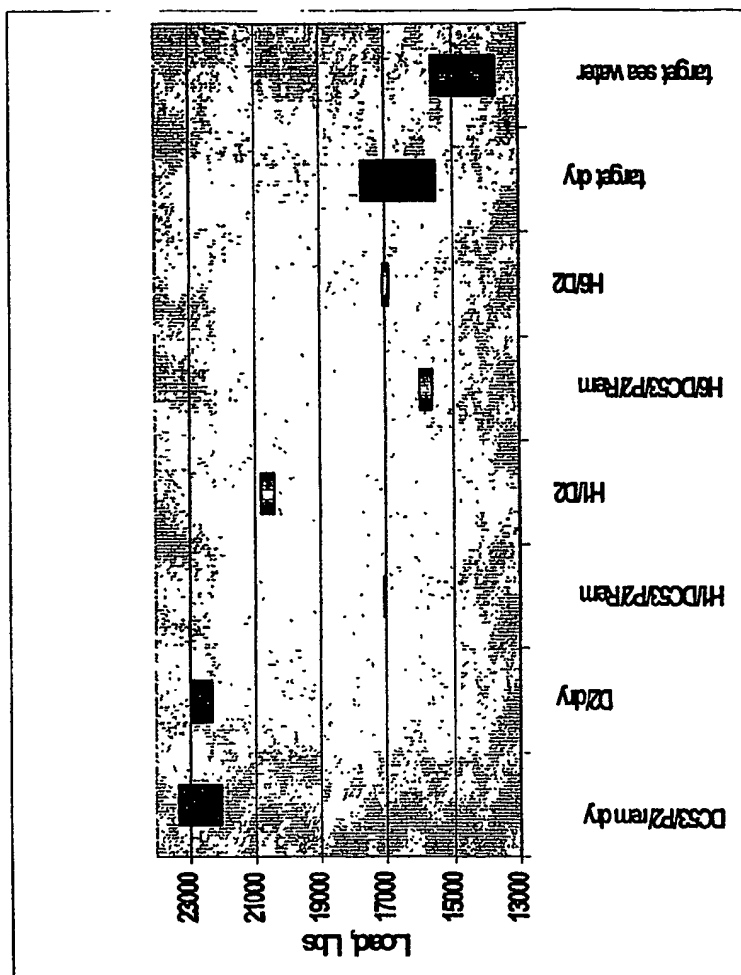 Load, Lbs
23000
21000
19000
17000
15000
13000
DC53/P2/rem dry
D2/dry
H1/DC53/P2/Rem
H1/D2
H6/DC53/P2/Rem
H6/D2
target dry
target sea water